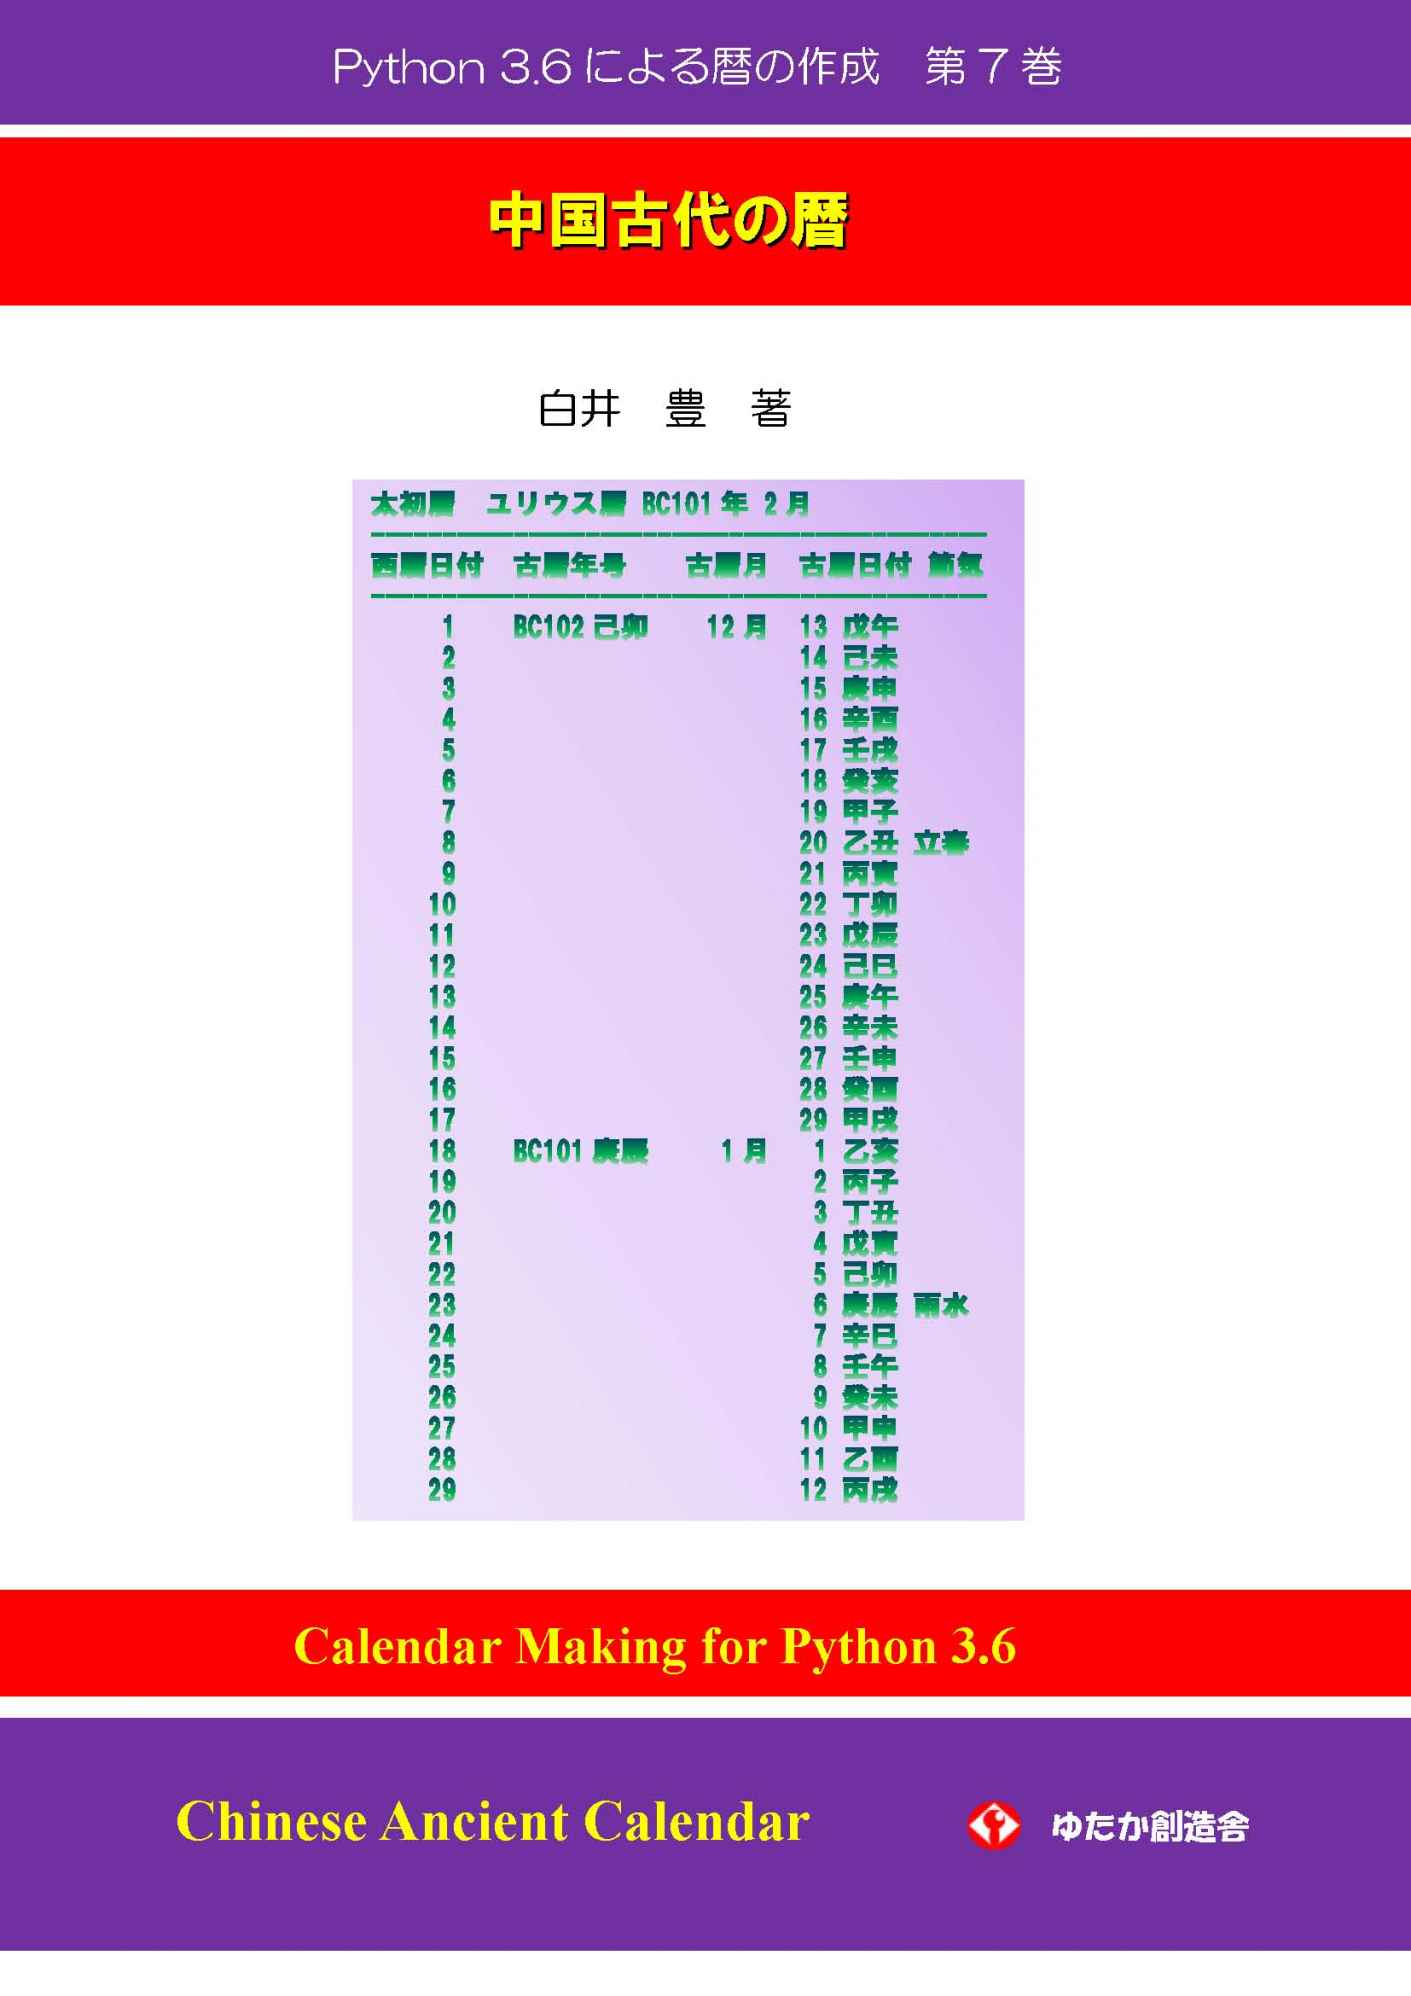 Python 3.6 による暦の作成　第 7 巻
中国古代の暦
白井　豊　著
太初暦　ユリウス暦 BC101 年 2 月
西暦日付　古暦年号　　古暦月　古暦日付 節気
1 BC102 己卯 12 月 13 戊午
2 14 己未
3 15 庚申
4 16 辛酉
5 17 壬戌
6 18 癸亥
7 19 甲子
8 20 乙丑 立春
9 21 丙寅
10 22 丁卯
11 23 戊辰
12 24 己巳
13 25 庚午
14 26 辛未
15 27 壬申
16 28 癸酉
17 29 甲戌
18 BC101 庚辰 1 月 1 乙亥
19 2 丙子
20 3 丁丑
21 4 戊寅
22 5 己卯
23 6 庚辰 雨水
24 7 辛巳
25 8 壬午
26 9 癸未
27 10 甲申
28 11 乙酉
29 12 丙戌
Calendar Making for Python 3.6
Chinese Ancient Calendar
ゆたか創造舎